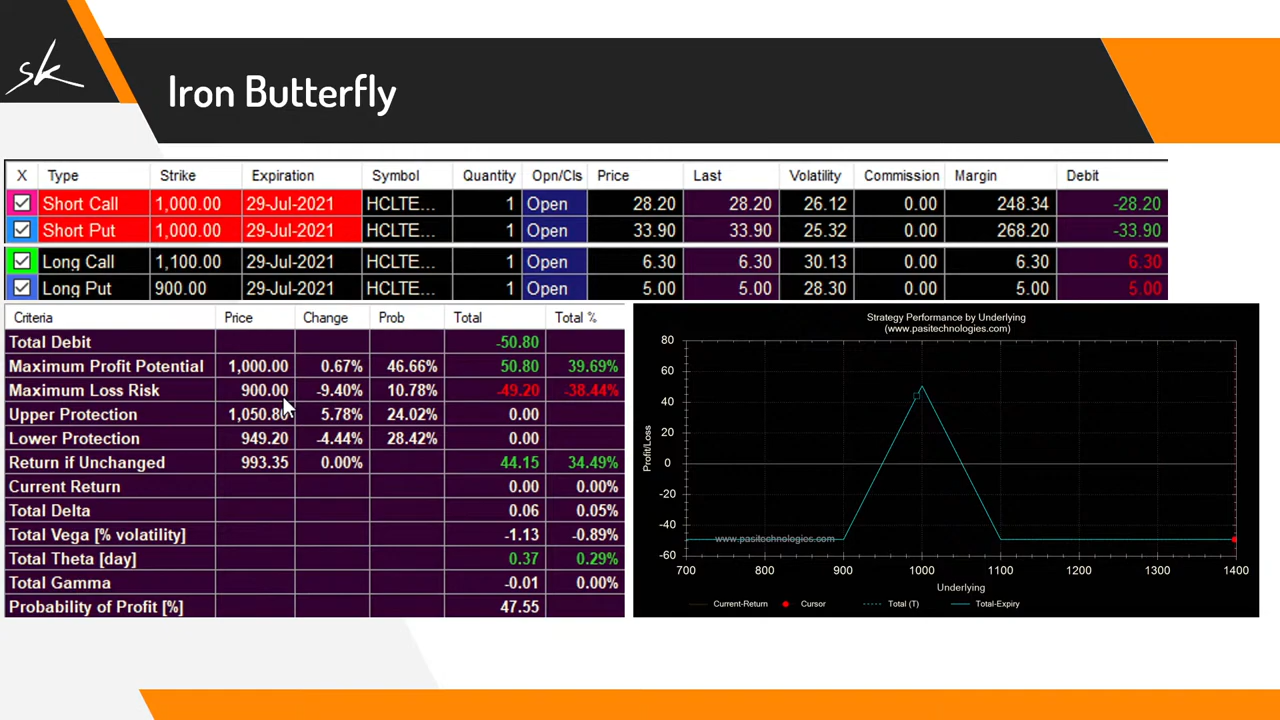 sk
Iron Butterfly
X Type Strike Expiration Symbol Quantity Opn/Cls Price Last Volatility Commission Margin Debit
Short Call 1,000.00 29-Jul-2021 HCLTE... 1 Open 28.20 28.20 26.12 0.00 248.34 -28.20
Short Put 1,000.00 29-Jul-2021 HCLTE... 1 Open 33.90 33.90 25.32 0.00 268.20 -33.90
Long Call 1,100.00 29-Jul-2021 HCLTE... 1 Open 6.30 6.30 30.13 0.00 6.30 6.30
Long Put 900.00 29-Jul-2021 HCLTE... 1 Open 5.00 5.00 28.30 0.00 5.00 5.00
Criteria Price Change Prob Total Total %
Total Debit -50.80
Maximum Profit Potential 1,000.00 0.67% 46.66% 50.80 39.69%
Maximum Loss Risk 900.00 -9.40% 10.78% -49.20 -38.44%
Upper Protection 1,050.80 5.78% 24.02% 0.00
Lower Protection 949.20 -4.44% 28.42% 0.00
Return if Unchanged 993.35 0.00% 44.15 34.49%
Current Return 0.00 0.00%
Total Delta 0.06 0.05%
Total Vega [% volatility] -1.13 -0.89%
Total Theta [day] 0.37 0.29%
Total Gamma -0.01 0.00%
Probability of Profit [%] 47.55
Strategy Performance by Underlying
(www.pasitechnologies.com)
80
60
40
20
0
-20
-40
-60
Profit/Loss
www.pasitechnologies.com
700 800 900 1000 1100 1200 1300 1400
Underlying
Current-Return Cursor Total (T) Total-Expiry